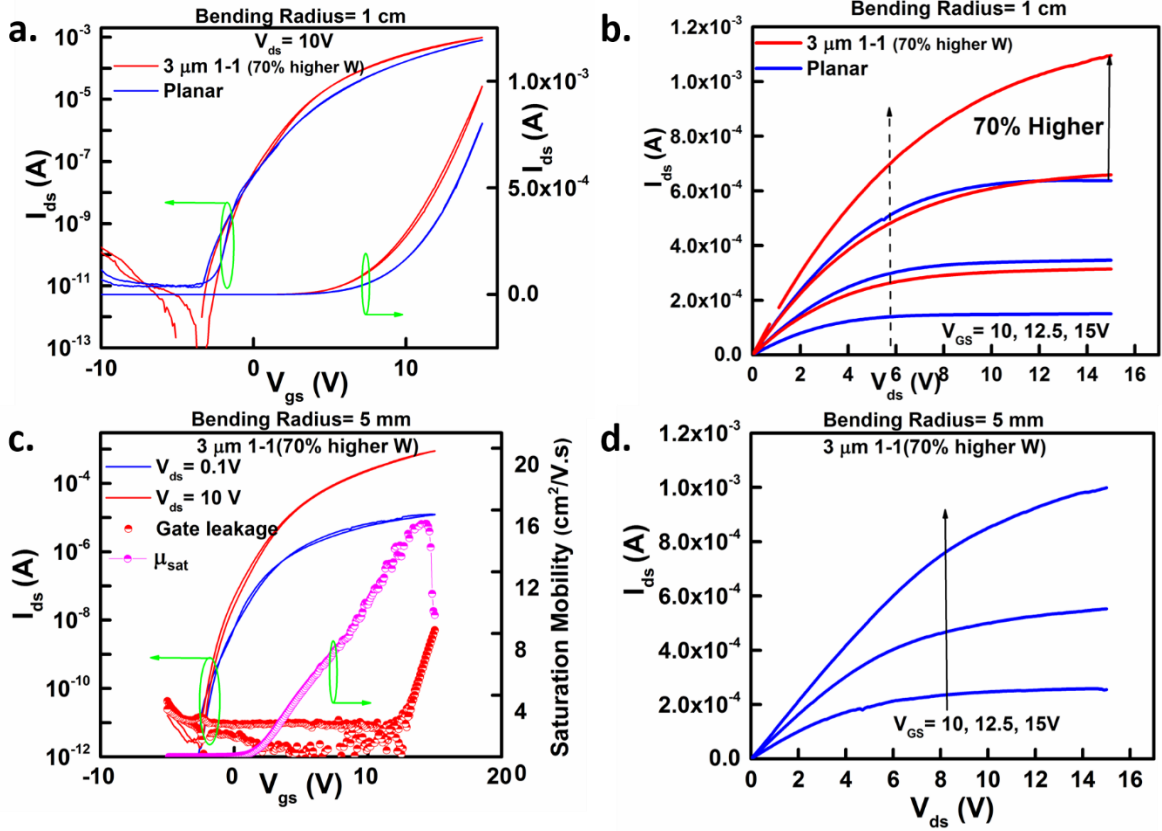 a.
Bending Radius= 1 cm
V_ds= 10V
3 µm 1-1 (70% higher W)
Planar
10^-3
10^-5
10^-7
10^-9
10^-11
10^-13
I_ds (A)
1.0x10^-3
5.0x10^-4
0.0
I_ds (A)
-10
0
10
V_gs (V)
b.
Bending Radius= 1 cm
3 µm 1-1 (70% higher W)
Planar
70% Higher
V_GS= 10, 12.5, 15V
1.2x10^-3
1.0x10^-3
8.0x10^-4
6.0x10^-4
4.0x10^-4
2.0x10^-4
0.0
I_ds (A)
0 2 4 6 8 10 12 14 16
V_ds (V)
c.
Bending Radius= 5 mm
3 µm 1-1(70% higher W)
V_ds= 0.1V
V_ds= 10 V
Gate leakage
µ_sat
10^-4
10^-6
10^-8
10^-10
10^-12
I_ds (A)
20
16
12
8
4
0
Saturation Mobility (cm^2/V.s)
-10
0
10
20
V_gs (V)
d.
Bending Radius= 5 mm
3 µm 1-1(70% higher W)
V_GS= 10, 12.5, 15V
1.2x10^-3
1.0x10^-3
8.0x10^-4
6.0x10^-4
4.0x10^-4
2.0x10^-4
0.0
I_ds (A)
0 2 4 6 8 10 12 14 16
V_ds (V)